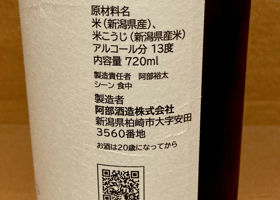 原材料名
米(新潟県産)、
米こうじ(新潟県産米)
アルコール分 13度
内容量 720ml
製造責任者 阿部裕太
シーン 食中
製造者
阿部酒造株式会社
新潟県柏崎市大字安田
3560番地
お酒は20歳になってから